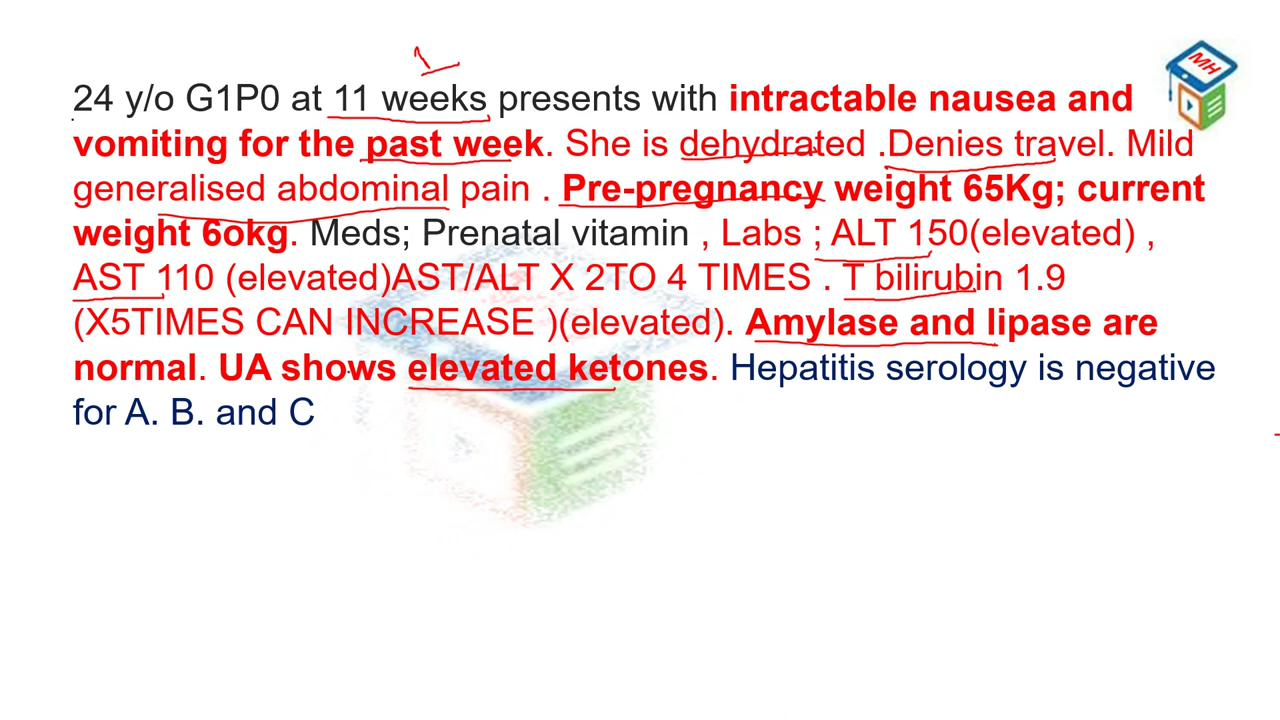 MH
24 y/o G1P0 at 11 weeks presents with intractable nausea and
vomiting for the past week. She is dehydrated .Denies travel. Mild
generalised abdominal pain . Pre-pregnancy weight 65Kg; current
weight 6okg. Meds; Prenatal vitamin , Labs ; ALT 150(elevated) ,
AST 110 (elevated)AST/ALT X 2TO 4 TIMES . T bilirubin 1.9
(X5TIMES CAN INCREASE )(elevated). Amylase and lipase are
normal. UA shows elevated ketones. Hepatitis serology is negative
for A. B. and C